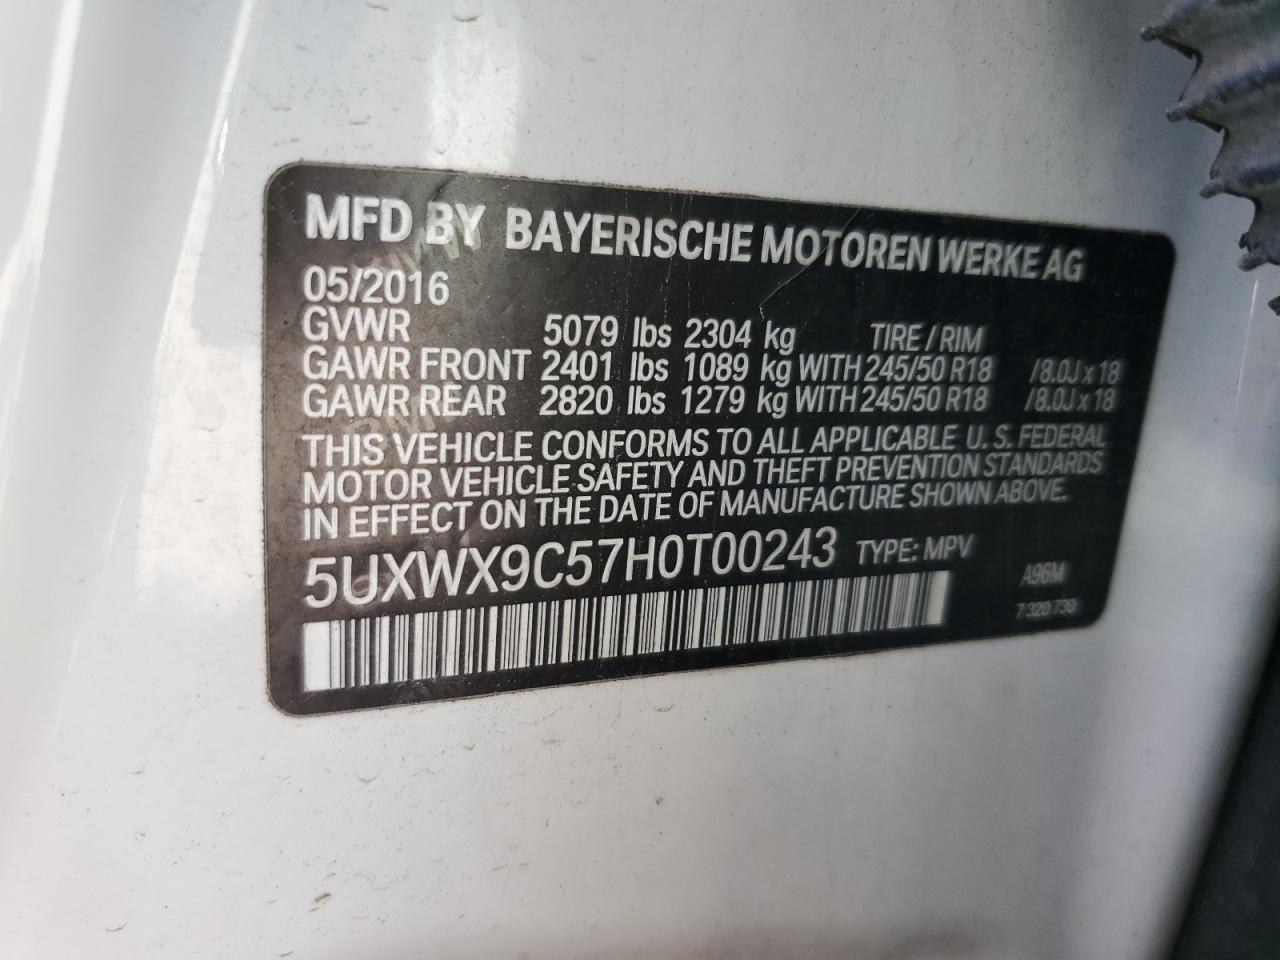 MFD BY BAYERISCHE MOTOREN WERKE AG
05/2016
GVWR 5079 lbs 2304 kg TIRE / RIM
GAWR FRONT 2401 lbs 1089 kg WITH 245/50 R18 /8.0J x 18
GAWR REAR 2820 lbs 1279 kg WITH 245/50 R18 /8.0J x 18
THIS VEHICLE CONFORMS TO ALL APPLICABLE U.S. FEDERAL
MOTOR VEHICLE SAFETY AND THEFT PREVENTION STANDARDS
IN EFFECT ON THE DATE OF MANUFACTURE SHOWN ABOVE.
5UXWX9C57H0T00243 TYPE: MPV
A96M
7 320 730